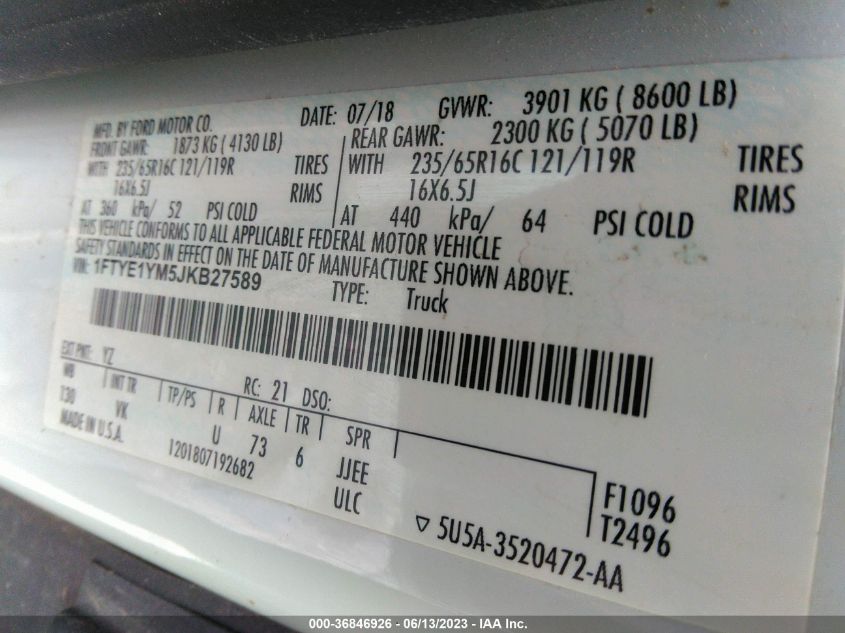 MFD. BY FORD MOTOR CO. DATE: 07/18 GVWR: 3901 KG ( 8600 LB)
FRONT GAWR: 1873 KG ( 4130 LB) REAR GAWR: 2300 KG ( 5070 LB)
WITH 235/65R16C 121/119R TIRES WITH 235/65R16C 121/119R TIRES
16X6.5J RIMS 16X6.5J RIMS
AT 360 kPa/ 52 PSI COLD AT 440 kPa/ 64 PSI COLD
THIS VEHICLE CONFORMS TO ALL APPLICABLE FEDERAL MOTOR VEHICLE
SAFETY STANDARDS IN EFFECT ON THE DATE OF MANUFACTURE SHOWN ABOVE.
VIN: 1FTYE1YM5JKB27589 TYPE: Truck
EXT PNT: YZ RC: 21 DSO:
WB INT TR TP/PS R AXLE TR SPR
130 VK U 73 6 JJEE
MADE IN U.S.A. 1201807192682 ULC
F1096
T2496
▽ 5U5A-3520472-AA
000-36846926 - 06/13/2023 - IAA Inc.